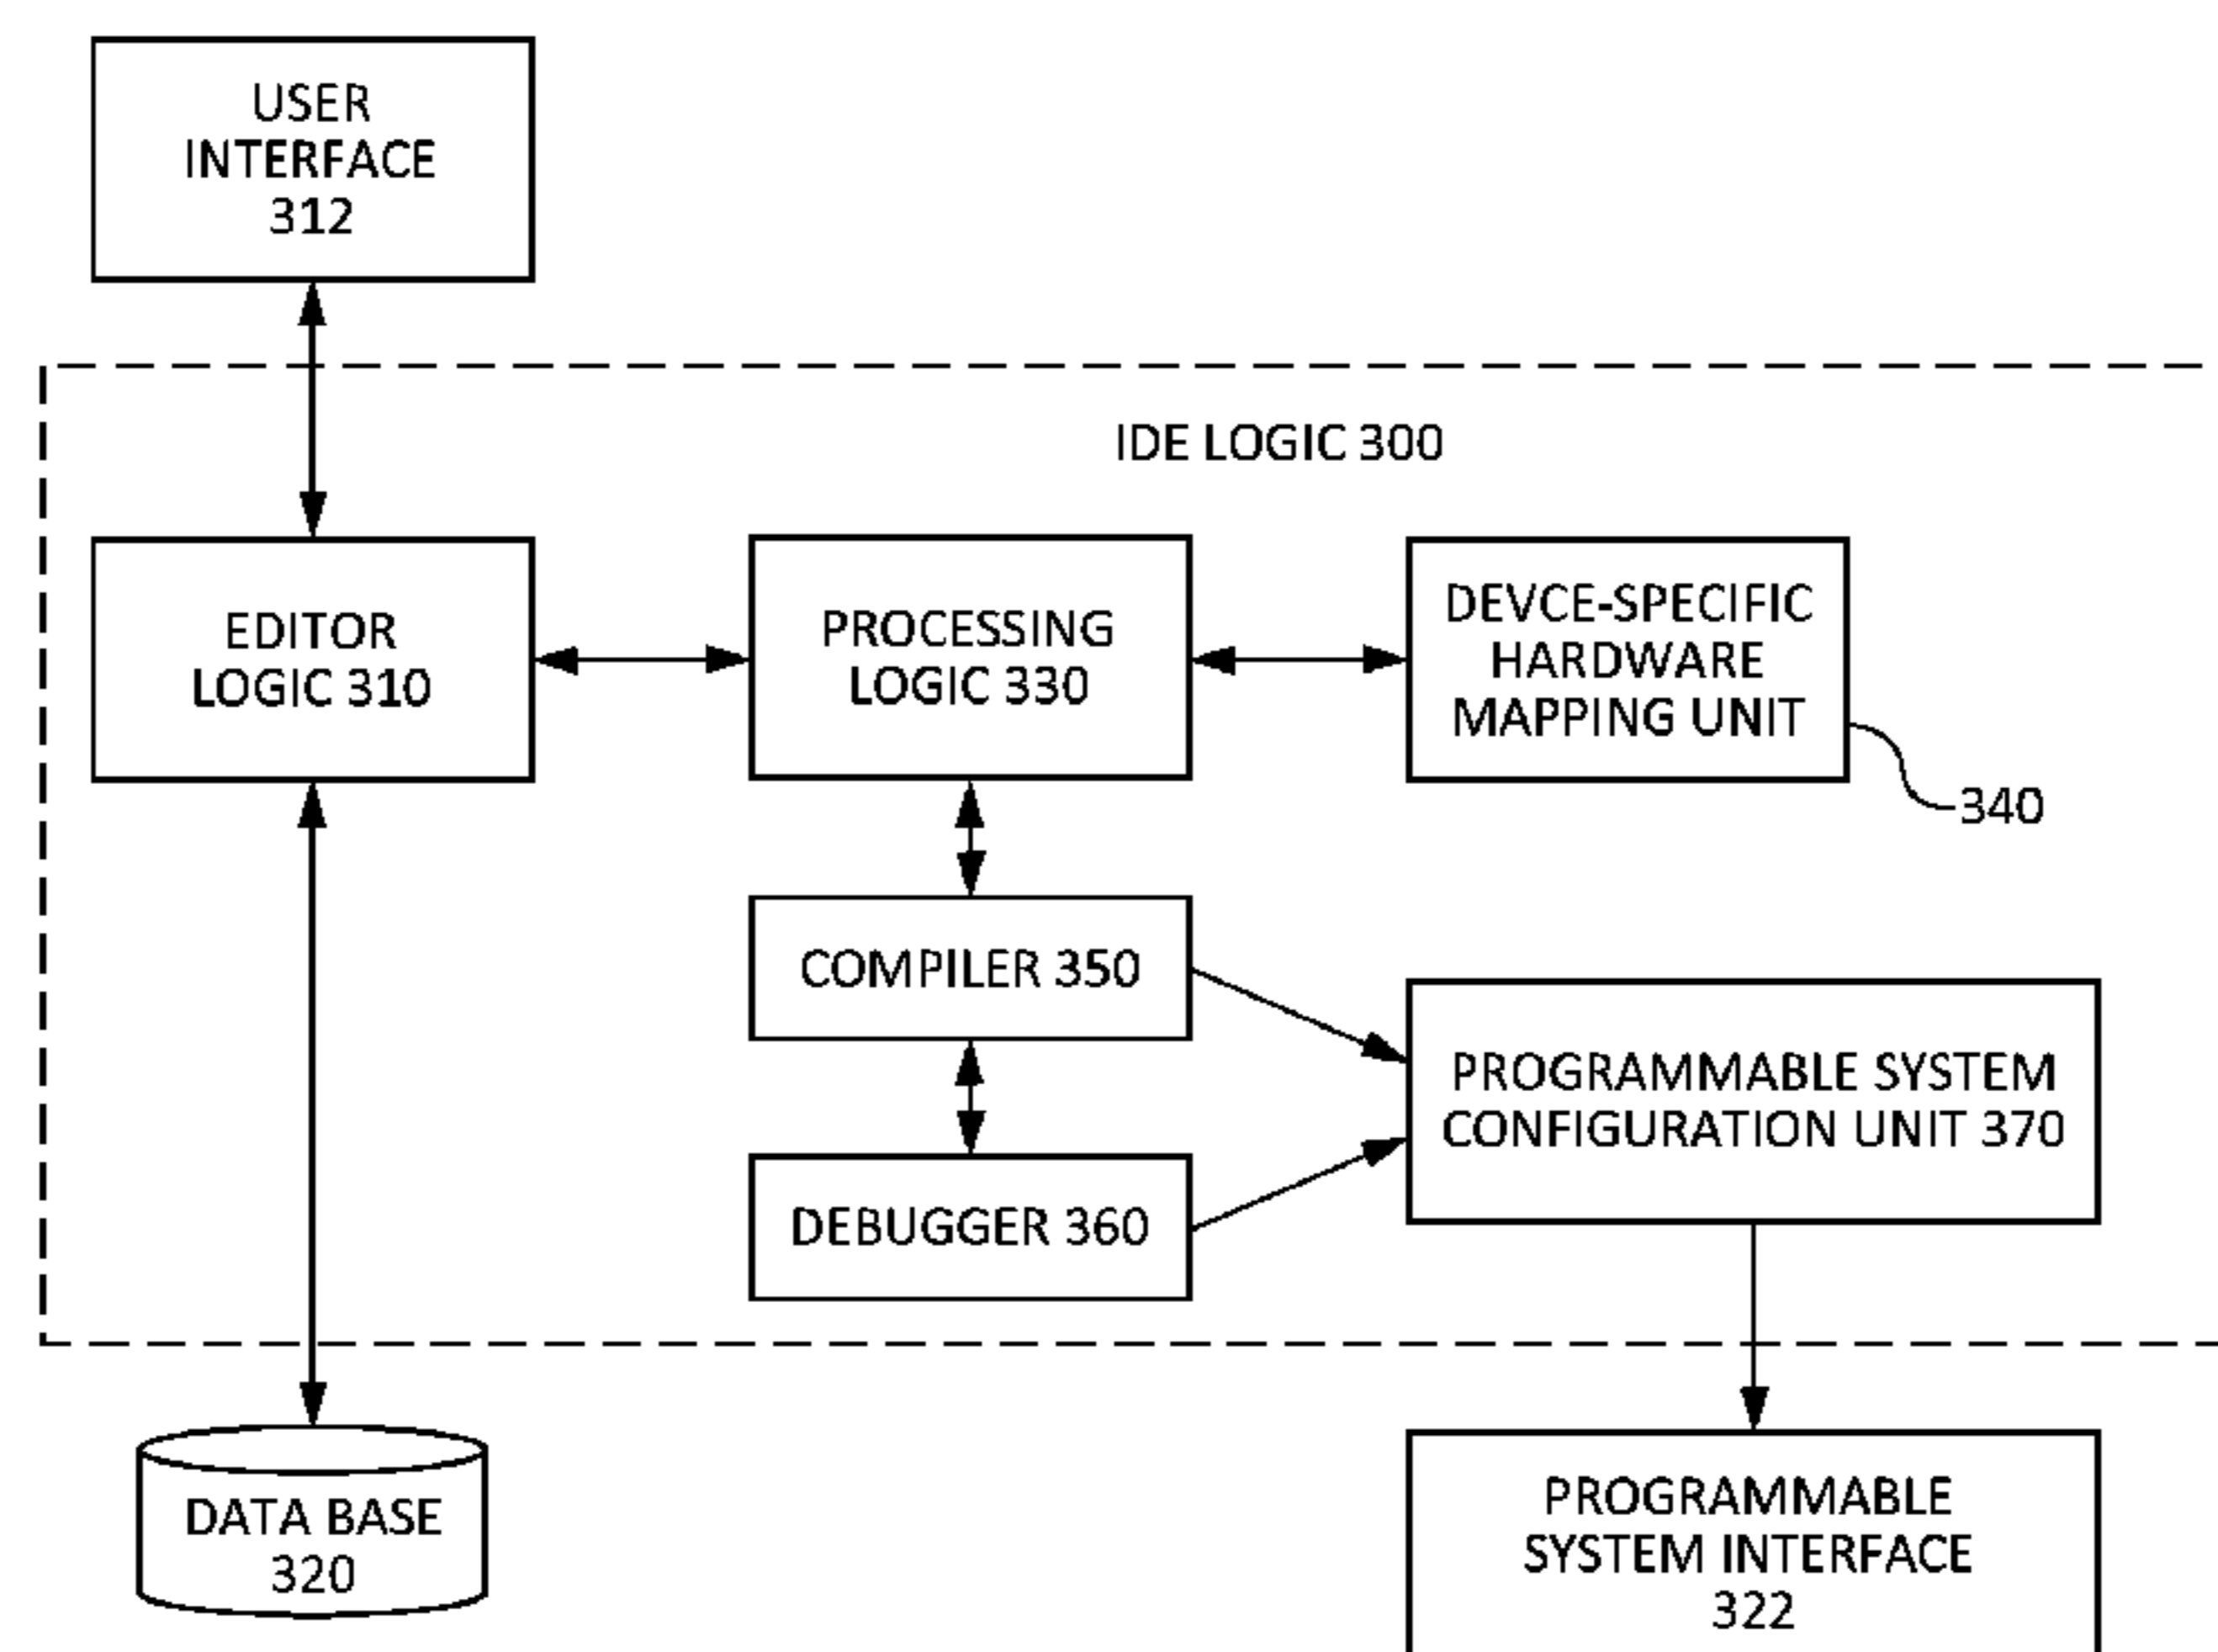 USER
INTERFACE
312
IDE LOGIC 300
EDITOR
LOGIC 310
PROCESSING
LOGIC 330
DEVCE-SPECIFIC
HARDWARE
MAPPING UNIT
340
COMPILER 350
PROGRAMMABLE SYSTEM
CONFIGURATION UNIT 370
DEBUGGER 360
DATA BASE
320
PROGRAMMABLE
SYSTEM INTERFACE
322